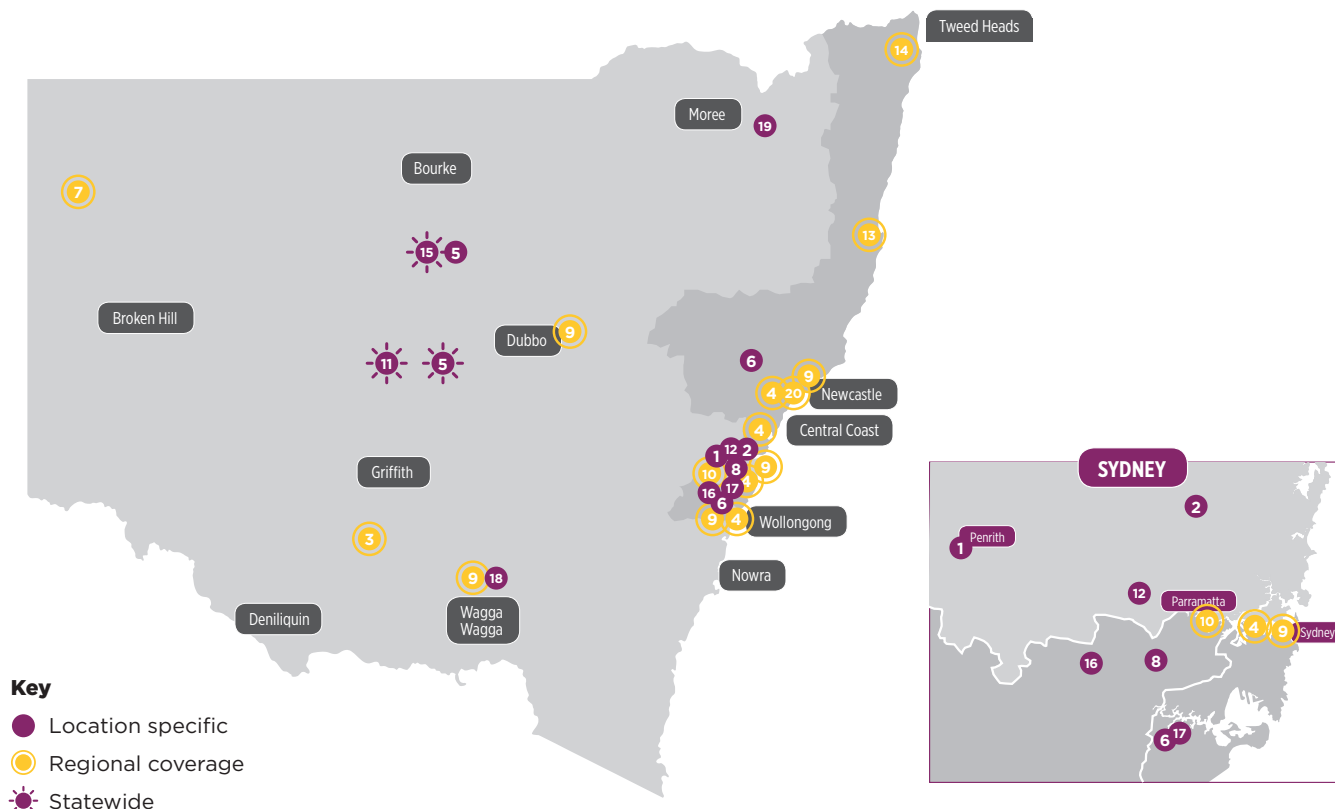 Tweed Heads
14
Moree
19
Bourke
7
13
15
5
Broken Hill
9
Dubbo
11
5
6
9
4
20
Newcastle
4
Central Coast
12
2
1
8
9
10
4
SYDNEY
Griffith
16
17
6
2
9
4
Wollongong
3
1
Penrith
Nowra
9
18
12
Parramatta
10
4
9
Sydney
Deniliquin
Wagga
Wagga
16
8
Key
Location specific
6
17
Regional coverage
Statewide